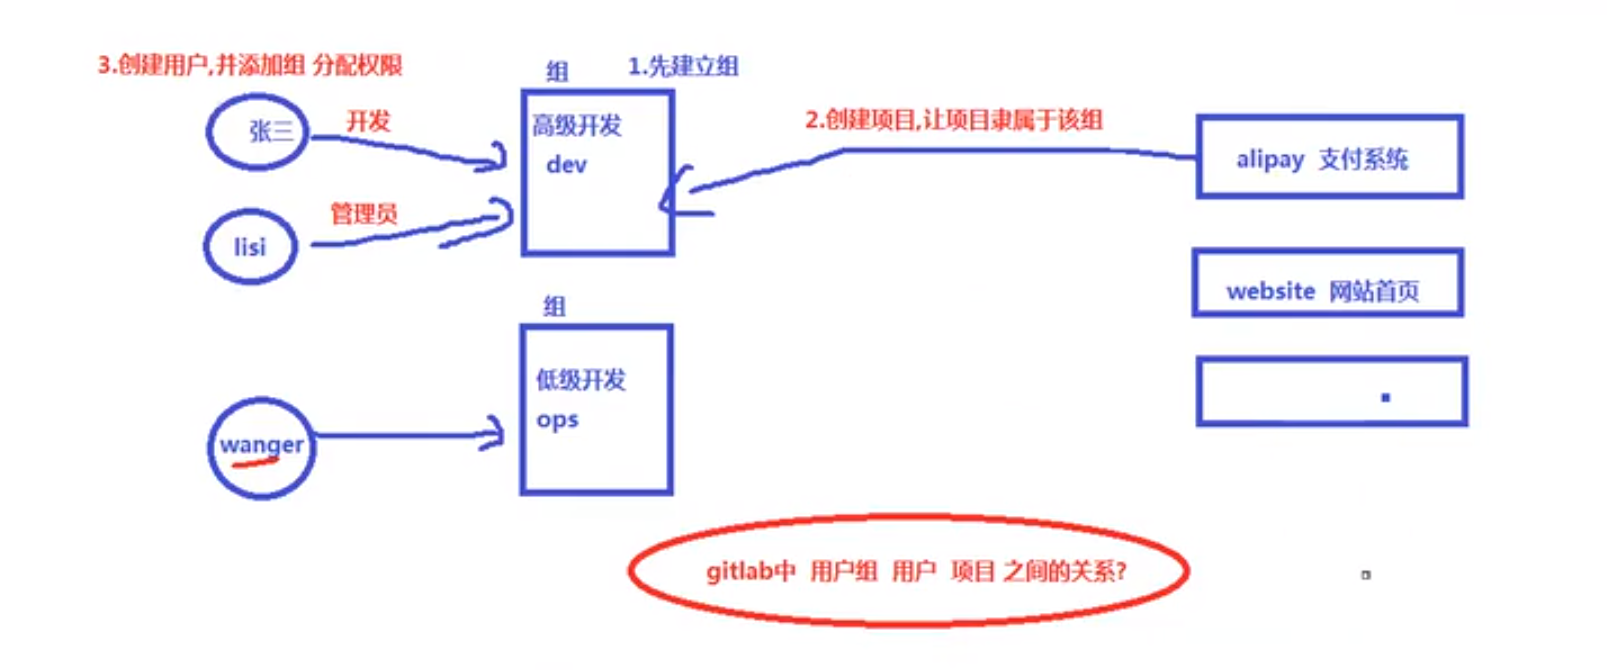 3.创建用户,并添加组 分配权限
组
1.先建立组
张三
开发
高级开发
dev
2.创建项目,让项目隶属于该组
alipay 支付系统
管理员
lisi
website 网站首页
组
低级开发
ops
wanger
gitlab中 用户组 用户 项目 之间的关系?